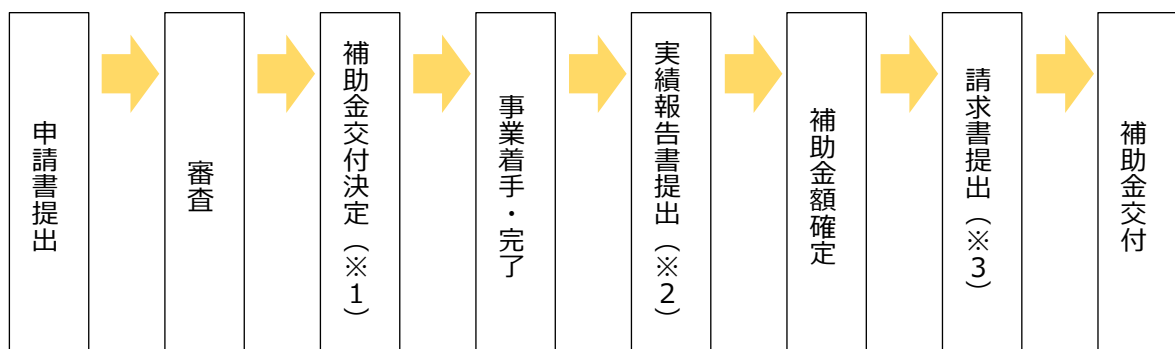 申請書提出
審査
補助金交付決定（※1）
事業着手・完了
実績報告書提出（※2）
補助金額確定
請求書提出（※3）
補助金交付